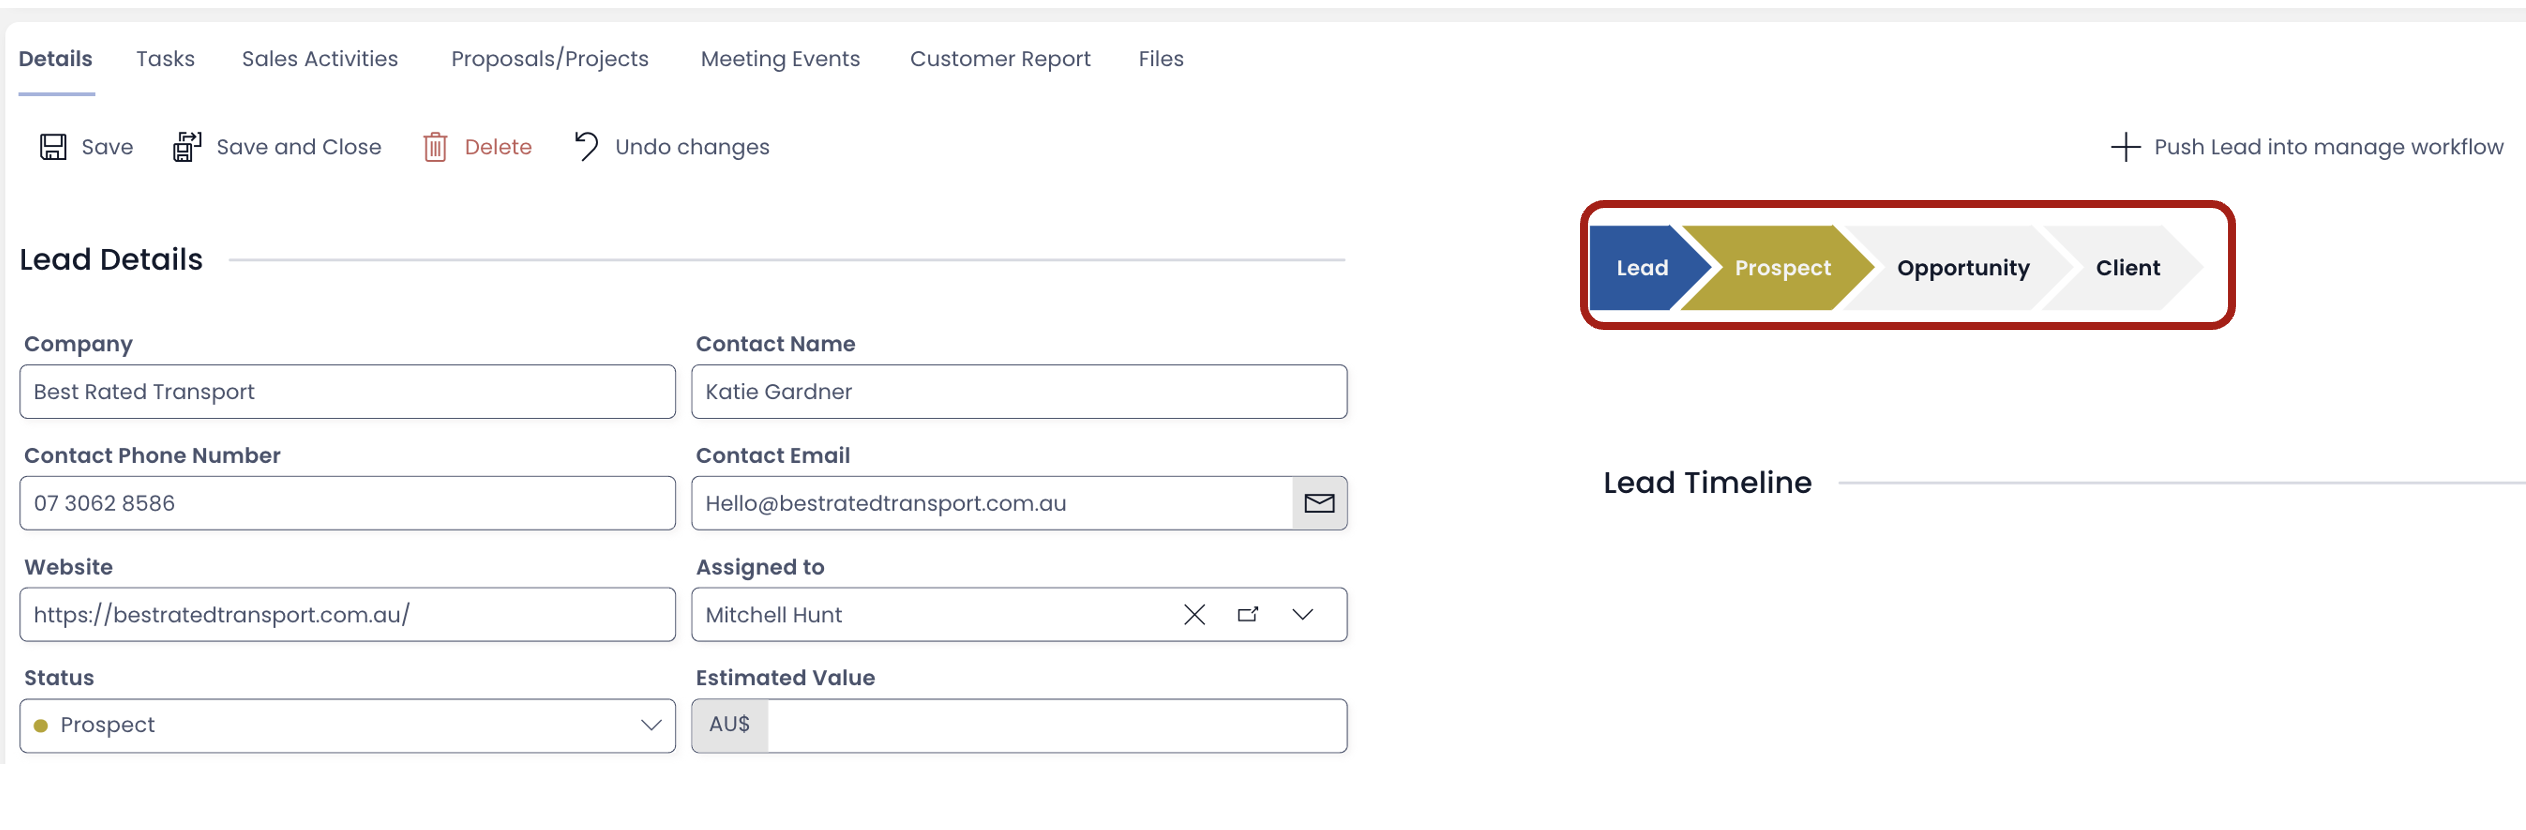 Details Tasks Sales Activities Proposals/Projects Meeting Events Customer Report Files
Save Save and Close Delete Undo changes Push Lead into manage workflow
Lead Details
Lead Prospect Opportunity Client
Company Contact Name
Best Rated Transport Katie Gardner
Contact Phone Number Contact Email
07 3062 8586 Hello@bestratedtransport.com.au
Lead Timeline
Website Assigned to
https://bestratedtransport.com.au/ Mitchell Hunt
Status Estimated Value
Prospect AU$